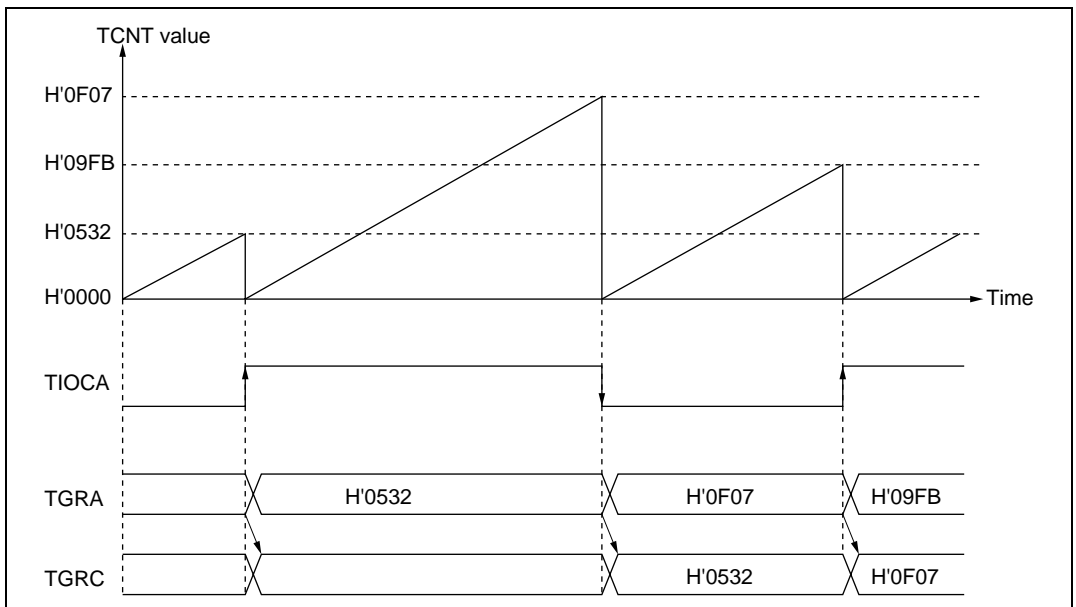 TCNT value
H'0F07
H'09FB
H'0532
H'0000
Time
TIOCA
TGRA
H'0532
H'0F07
H'09FB
TGRC
H'0532
H'0F07